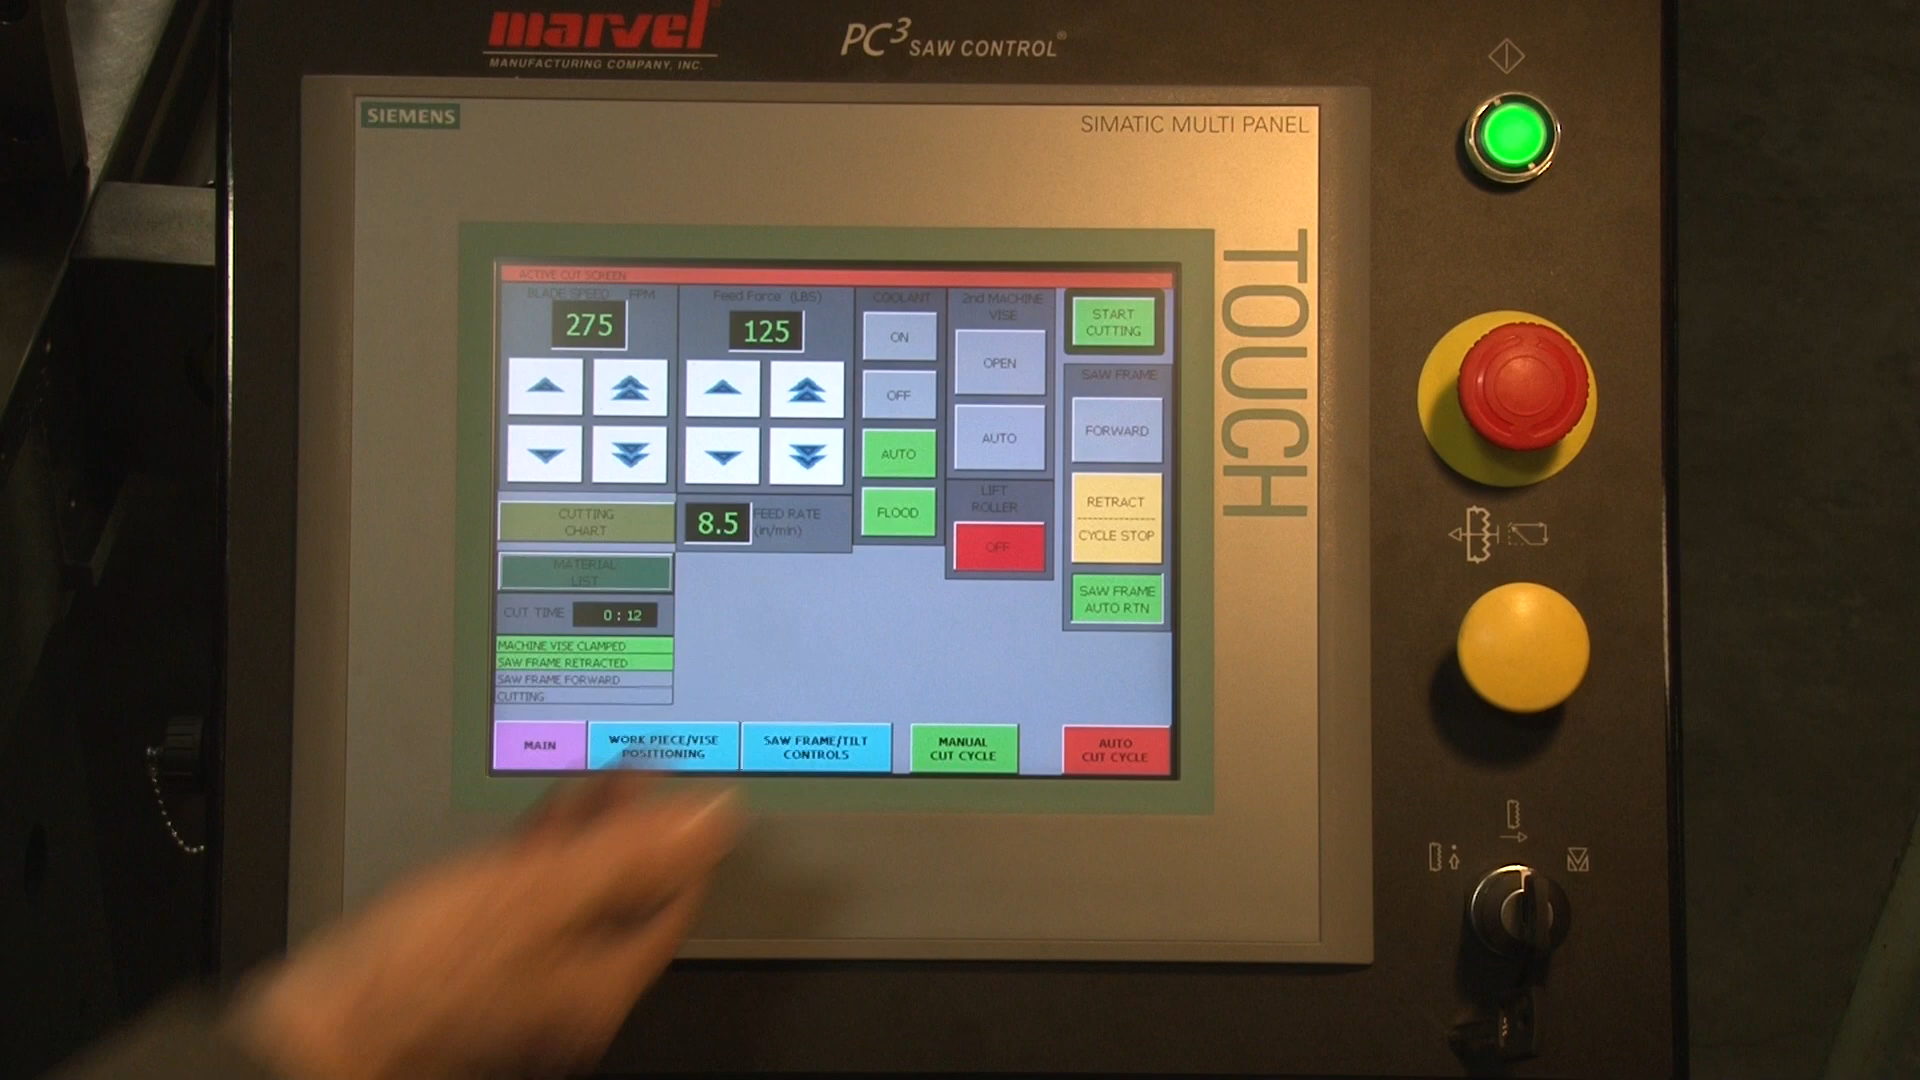 marvel
MANUFACTURING COMPANY, INC.
PC3 SAW CONTROL®
SIEMENS
SIMATIC MULTI PANEL
TOUCH
ACTIVE CUT SCREEN
BLADE SPEED FPM
275
Feed Force (LBS)
125
COOLANT
ON
OFF
AUTO
FLOOD
2nd MACHINE
VISE
OPEN
AUTO
LIFT
ROLLER
OFF
START
CUTTING
SAW FRAME
FORWARD
RETRACT
CYCLE STOP
SAW FRAME
AUTO RTN
CUTTING
CHART
8.5
FEED RATE
(in/min)
MATERIAL
LIST
CUT TIME 0 : 12
MACHINE VISE CLAMPED
SAW FRAME RETRACTED
SAW FRAME FORWARD
CUTTING
MAIN
WORK PIECE/VISE
POSITIONING
SAW FRAME/TILT
CONTROLS
MANUAL
CUT CYCLE
AUTO
CUT CYCLE